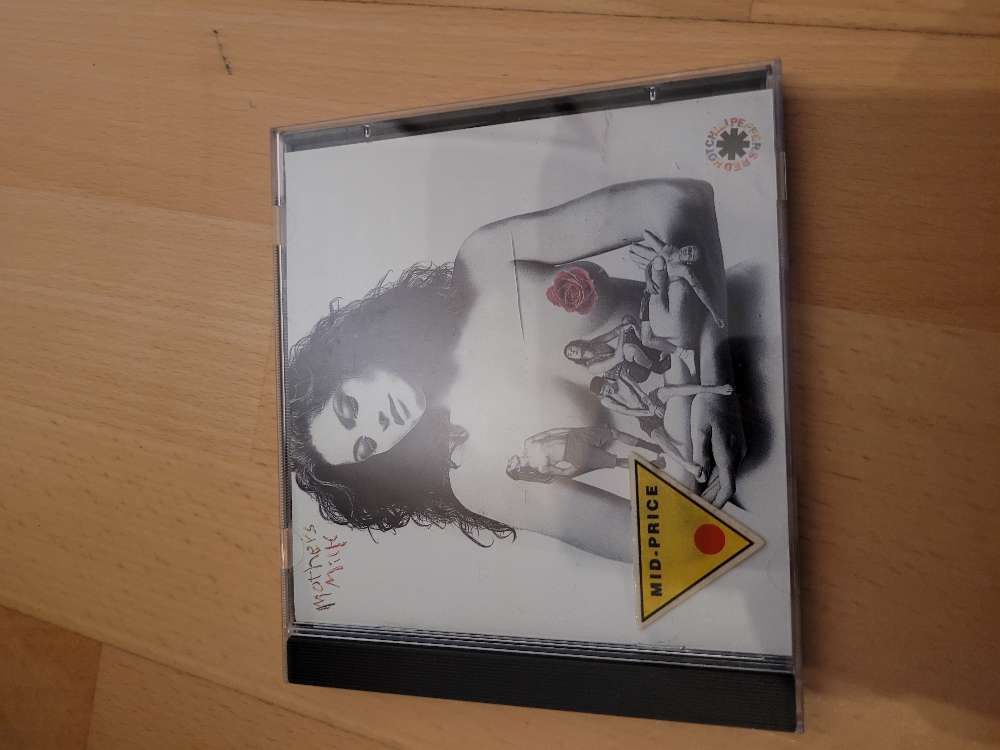 Mother's
Milk
RED HOT CHILI PEPPERS
MID-PRICE